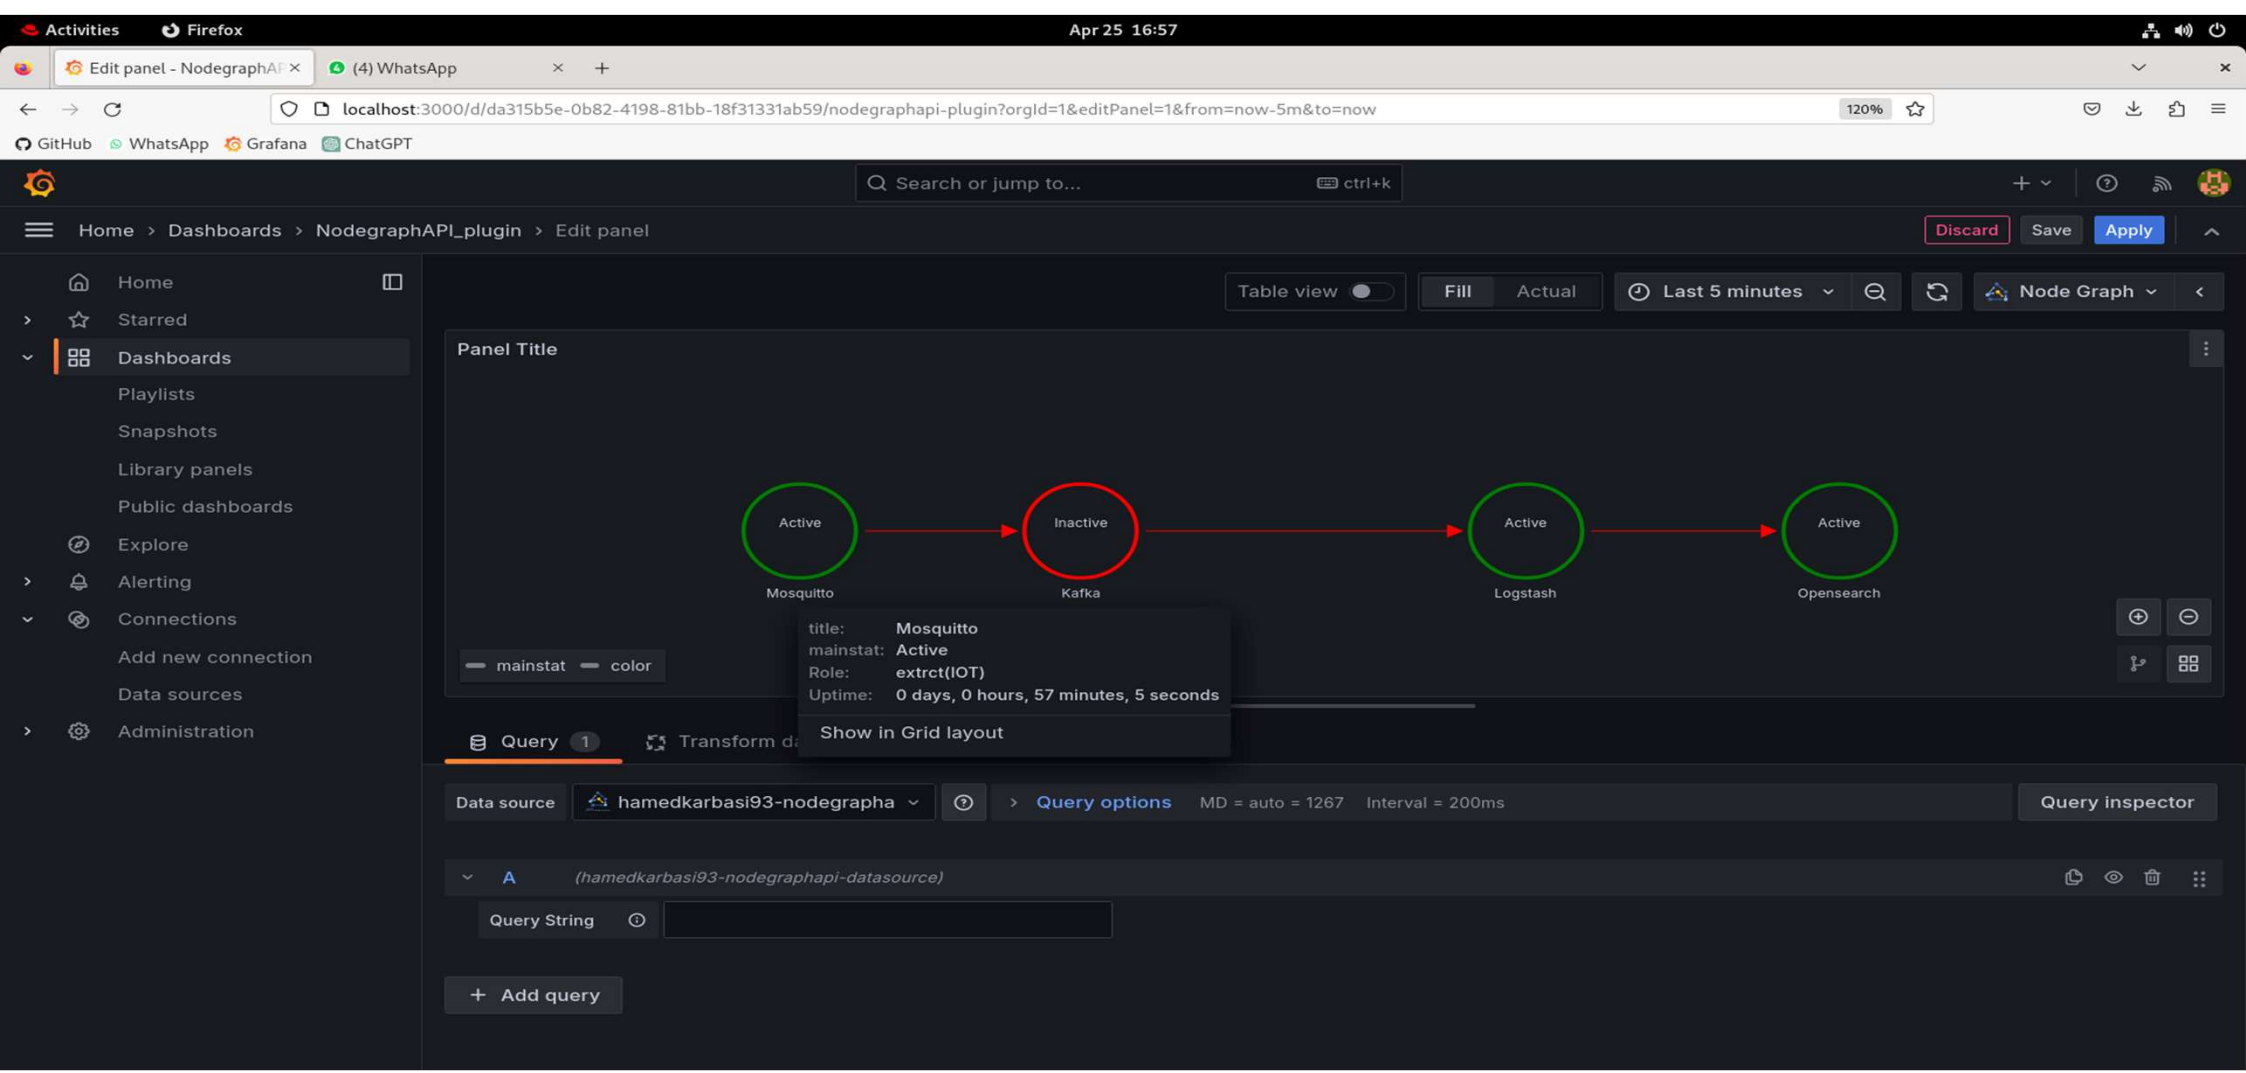 Activities Firefox Apr 25 16:57
Edit panel - NodegraphAP (4) WhatsApp
localhost:3000/d/da315b5e-0b82-4198-81bb-18f31331ab59/nodegraphapi-plugin?orgId=1&editPanel=1&from=now-5m&to=now 120%
GitHub WhatsApp Grafana ChatGPT
Search or jump to... ctrl+k
Home > Dashboards > NodegraphAPI_plugin > Edit panel Discard Save Apply
Home
Starred
Dashboards
Playlists
Snapshots
Library panels
Public dashboards
Explore
Alerting
Connections
Add new connection
Data sources
Administration
Table view Fill Actual Last 5 minutes Node Graph
Panel Title
Active Inactive Active Active
Mosquitto Kafka Logstash Opensearch
title: Mosquitto
mainstat: Active
Role: extrct(IOT)
Uptime: 0 days, 0 hours, 57 minutes, 5 seconds
Show in Grid layout
mainstat color
Query 1 Transform da
Data source hamedkarbasi93-nodegrapha Query options MD = auto = 1267 Interval = 200ms Query inspector
A (hamedkarbasi93-nodegraphapi-datasource)
Query String
+ Add query